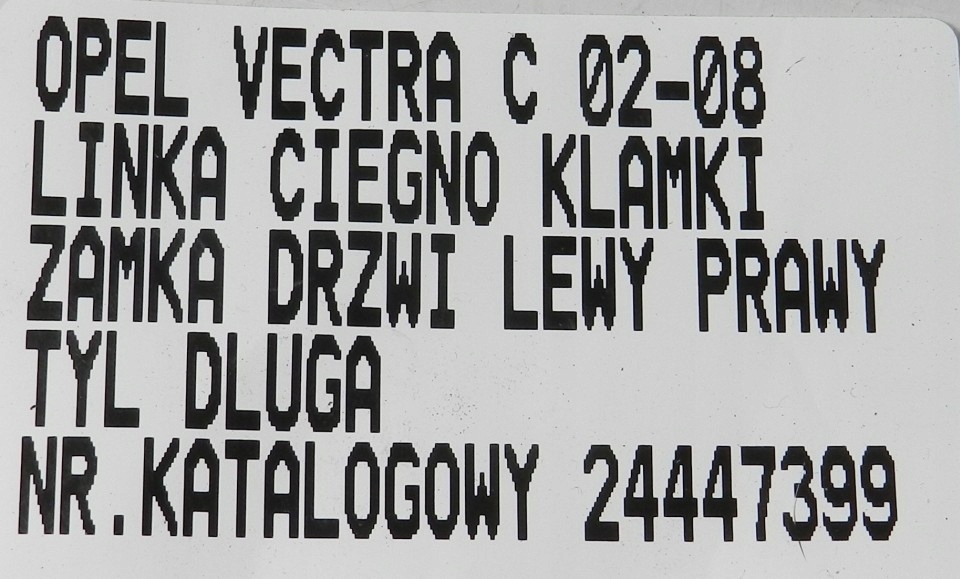 OPEL VECTRA C 02-08
LINKA CIEGNO KLAMKI
ZAMKA DRZWI LEWY PRAWY
TYL DLUGA
NR.KATALOGOWY 24447399